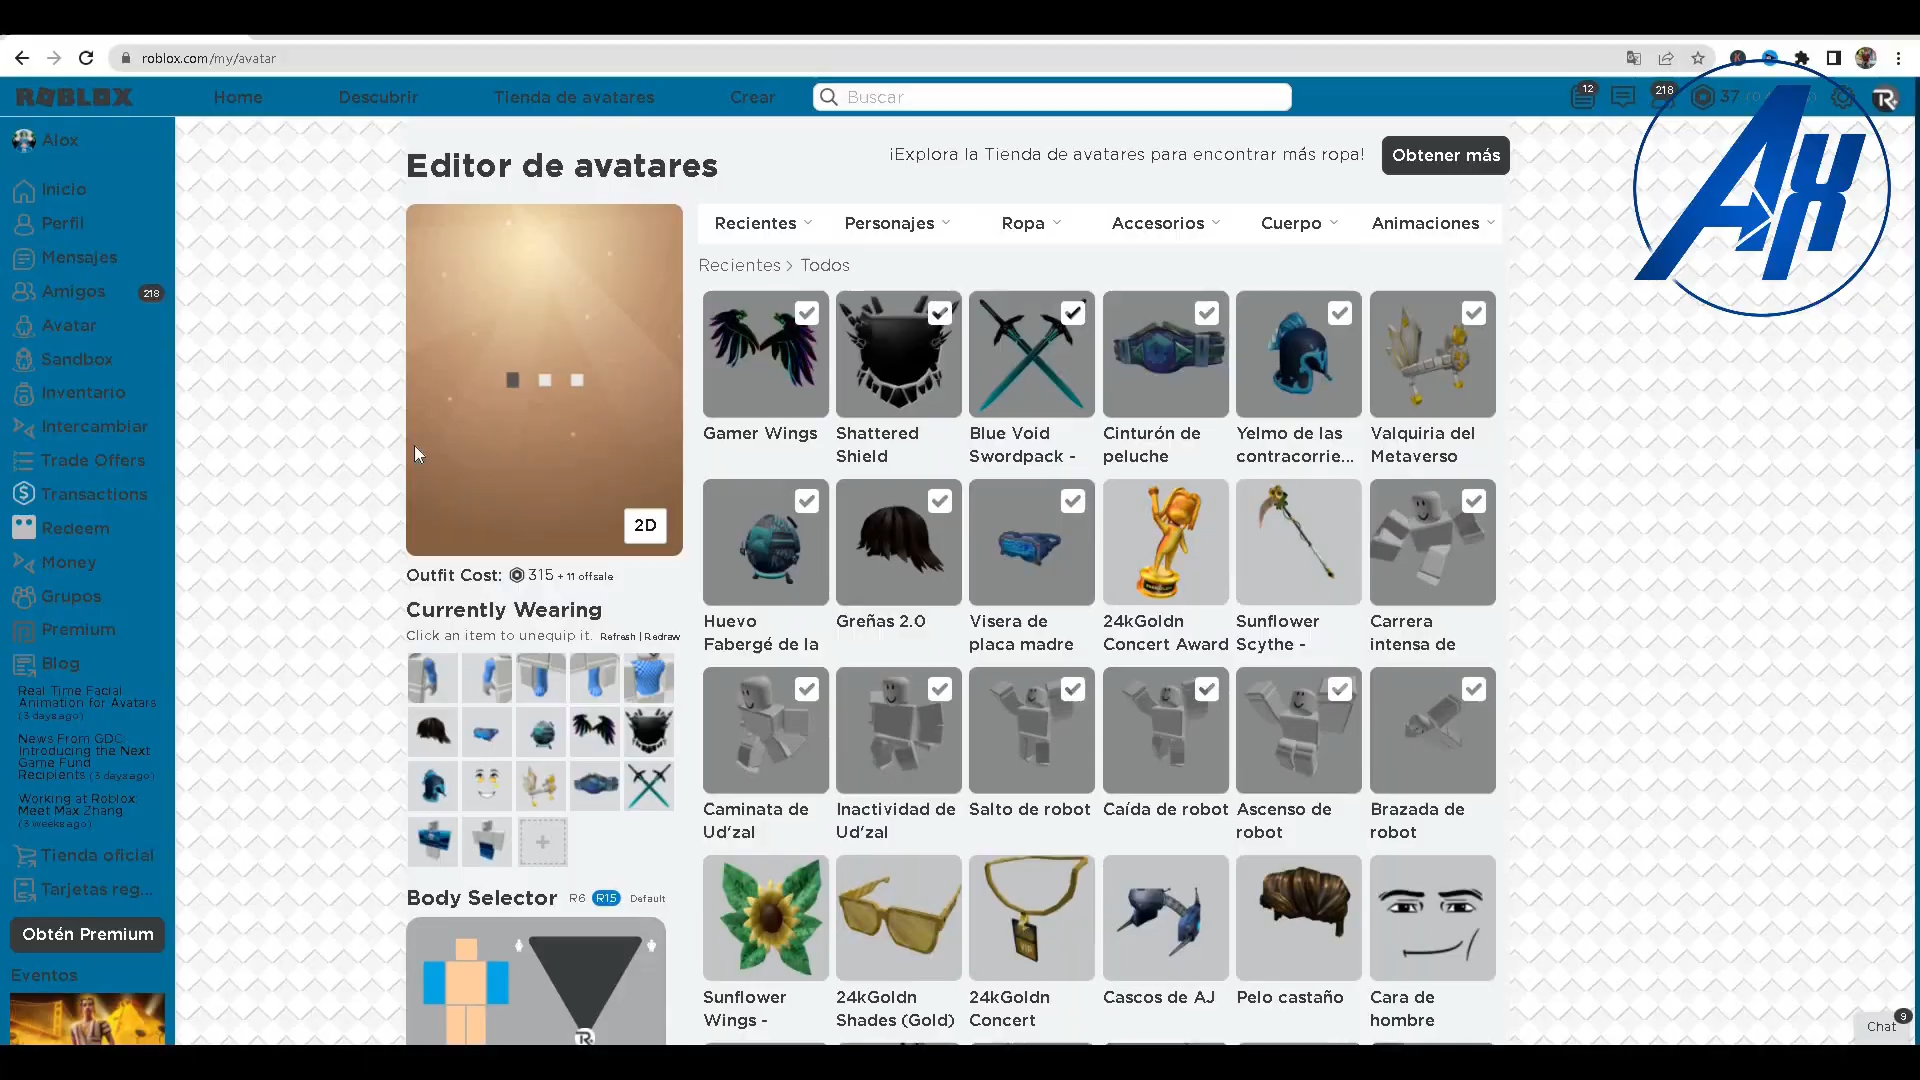 roblox.com/my/avatar
ROBLOX
Home
Descubrir
Tienda de avatares
Crear
Buscar
12
218
37
Alox
Inicio
Perfil
Mensajes
Amigos 218
Avatar
Sandbox
Inventario
Intercambiar
Trade Offers
Transactions
Redeem
Money
Grupos
Premium
Blog
Real Time Facial
Animation for Avatars
(3 days ago)
News From GDC:
Introducing the Next
Game Fund
Recipients (3 days ago)
Working at Roblox:
Meet Max Zhang
(3 weeks ago)
Tienda oficial
Tarjetas reg...
Obtén Premium
Eventos
Editor de avatares
¡Explora la Tienda de avatares para encontrar más ropa!
Obtener más
2D
Outfit Cost: 315 + 11 offsale
Currently Wearing
Click an item to unequip it. Refresh | Redraw
Body Selector R6 R15 Default
Recientes
Personajes
Ropa
Accesorios
Cuerpo
Animaciones
Recientes > Todos
Gamer Wings
Shattered
Shield
Blue Void
Swordpack -
Cinturón de
peluche
Yelmo de las
contracorrie...
Valquiria del
Metaverso
Huevo
Fabergé de la
Greñas 2.0
Visera de
placa madre
24kGoldn
Concert Award
Sunflower
Scythe -
Carrera
intensa de
Caminata de
Ud'zal
Inactividad de
Ud'zal
Salto de robot
Caída de robot
Ascenso de
robot
Brazada de
robot
VIP
Sunflower
Wings -
24kGoldn
Shades (Gold)
24kGoldn
Concert
Cascos de AJ
Pelo castaño
Cara de
hombre
Chat
9